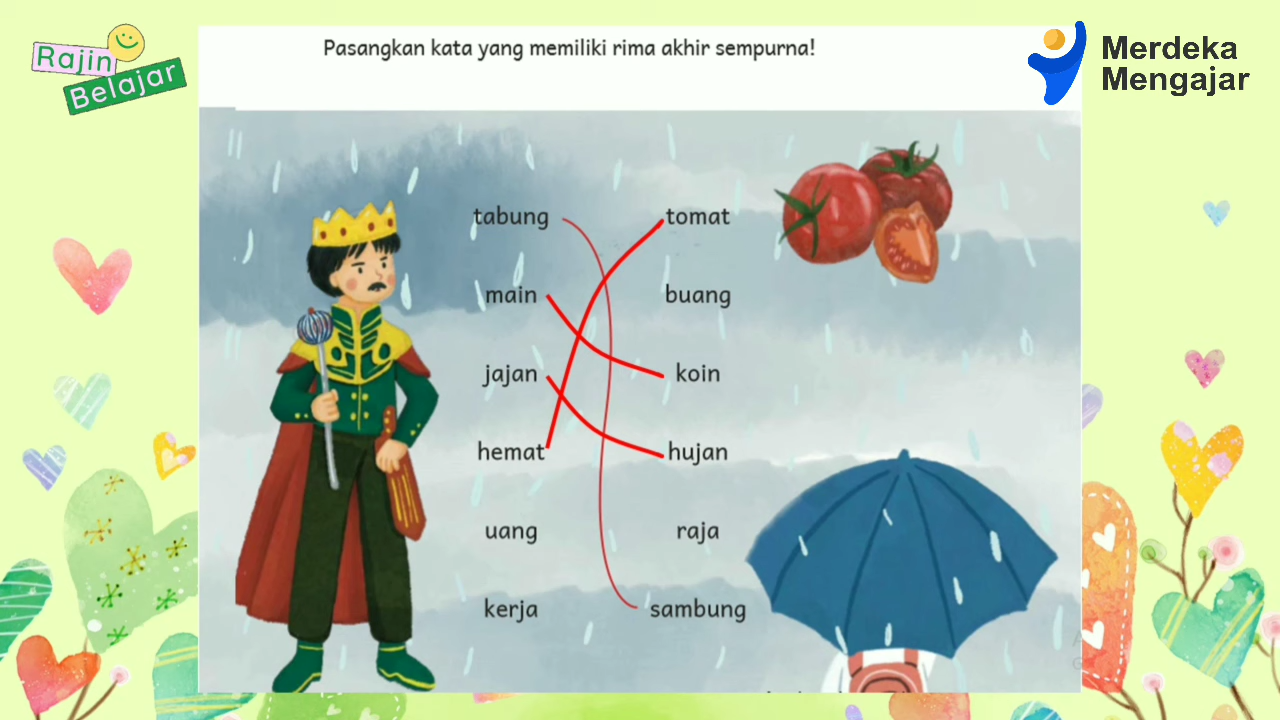 Rajin
Belajar
Pasangkan kata yang memiliki rima akhir sempurna!
Merdeka
Mengajar
tabung tomat
main buang
jajan koin
hemat hujan
uang raja
kerja sambung